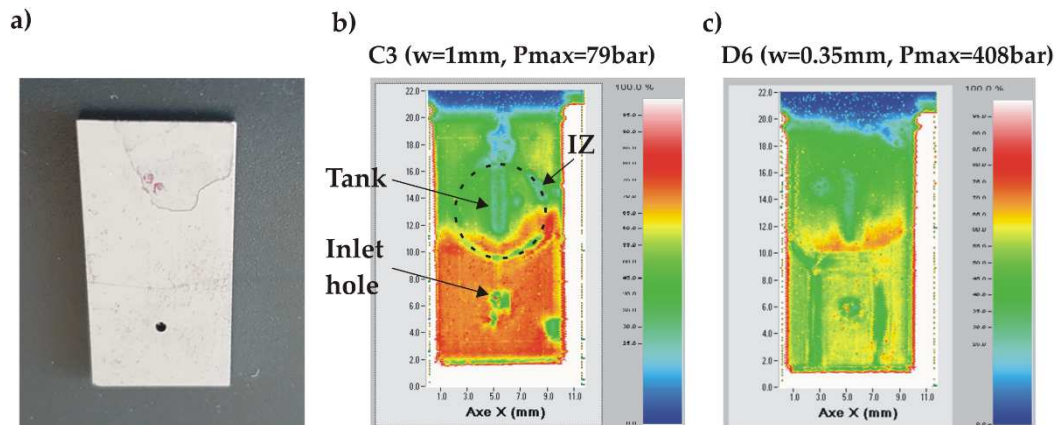 a)
b)
c)
C3 (w=1mm, Pmax=79bar)
D6 (w=0.35mm, Pmax=408bar)
100.0 %
100.0 %
22.0
20.0
18.0
16.0
14.0
12.0
10.0
8.0
6.0
4.0
2.0
0.0
22.0
20.0
18.0
16.0
14.0
12.0
10.0
8.0
6.0
4.0
2.0
0.0
IZ
Tank
Inlet
hole
1.0 3.0 5.0 7.0 9.0 11.0
Axe X (mm)
1.0 3.0 5.0 7.0 9.0 11.0
Axe X (mm)